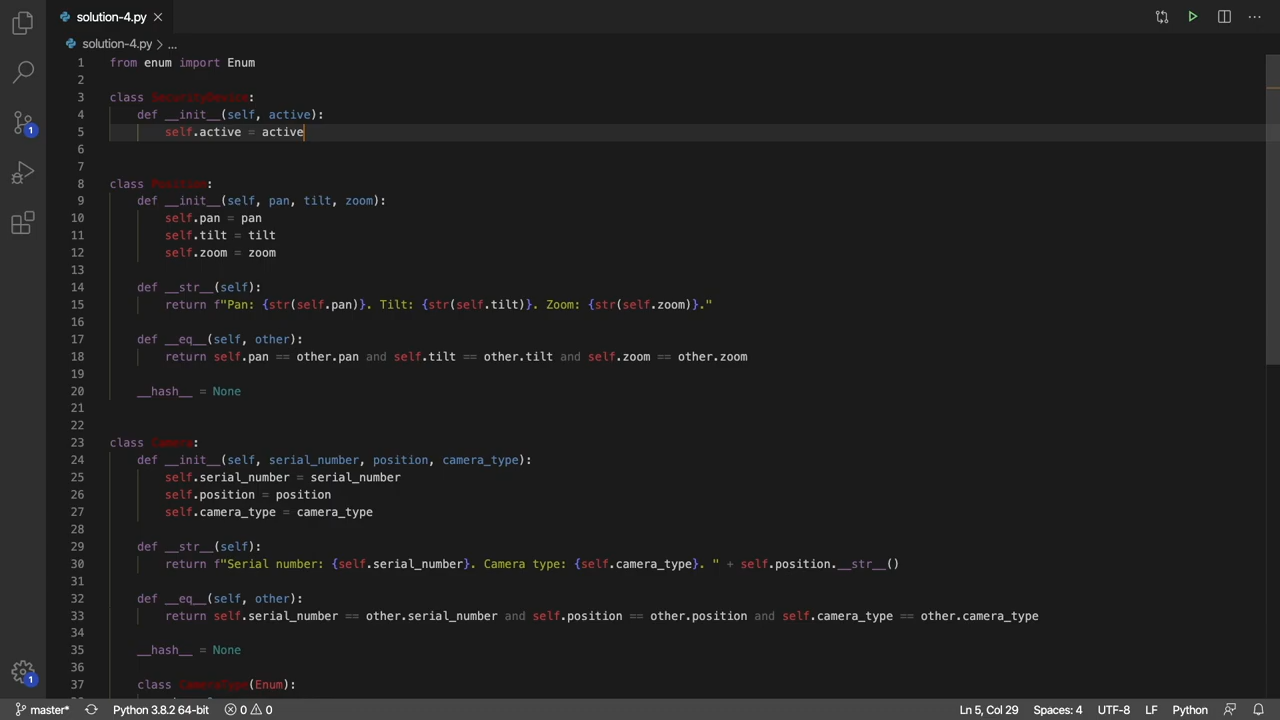 solution-4.py
solution-4.py > ...
1 from enum import Enum
2
3 class SecurityDevice:
4 def __init__(self, active):
5 self.active = active
6
7
8 class Position:
9 def __init__(self, pan, tilt, zoom):
10 self.pan = pan
11 self.tilt = tilt
12 self.zoom = zoom
13
14 def __str__(self):
15 return f"Pan: {str(self.pan)}. Tilt: {str(self.tilt)}. Zoom: {str(self.zoom)}."
16
17 def __eq__(self, other):
18 return self.pan == other.pan and self.tilt == other.tilt and self.zoom == other.zoom
19
20 __hash__ = None
21
22
23 class Camera:
24 def __init__(self, serial_number, position, camera_type):
25 self.serial_number = serial_number
26 self.position = position
27 self.camera_type = camera_type
28
29 def __str__(self):
30 return f"Serial number: {self.serial_number}. Camera type: {self.camera_type}. " + self.position.__str__()
31
32 def __eq__(self, other):
33 return self.serial_number == other.serial_number and self.position == other.position and self.camera_type == other.camera_type
34
35 __hash__ = None
36
37 class CameraType(Enum):
1
1
master* Python 3.8.2 64-bit 0 0 Ln 5, Col 29 Spaces: 4 UTF-8 LF Python